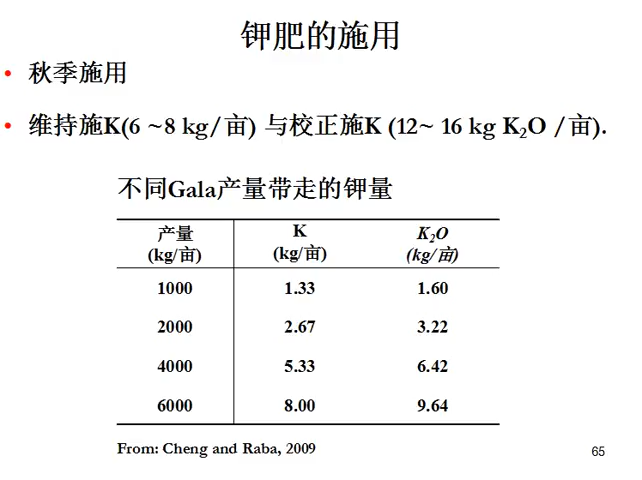 钾肥的施用
• 秋季施用
• 维持施K(6 ~8 kg/亩) 与校正施K (12~ 16 kg K₂O /亩).
不同Gala产量带走的钾量
产量 K K₂O
(kg/亩) (kg/亩) (kg/亩)
1000 1.33 1.60
2000 2.67 3.22
4000 5.33 6.42
6000 8.00 9.64
From: Cheng and Raba, 2009
65